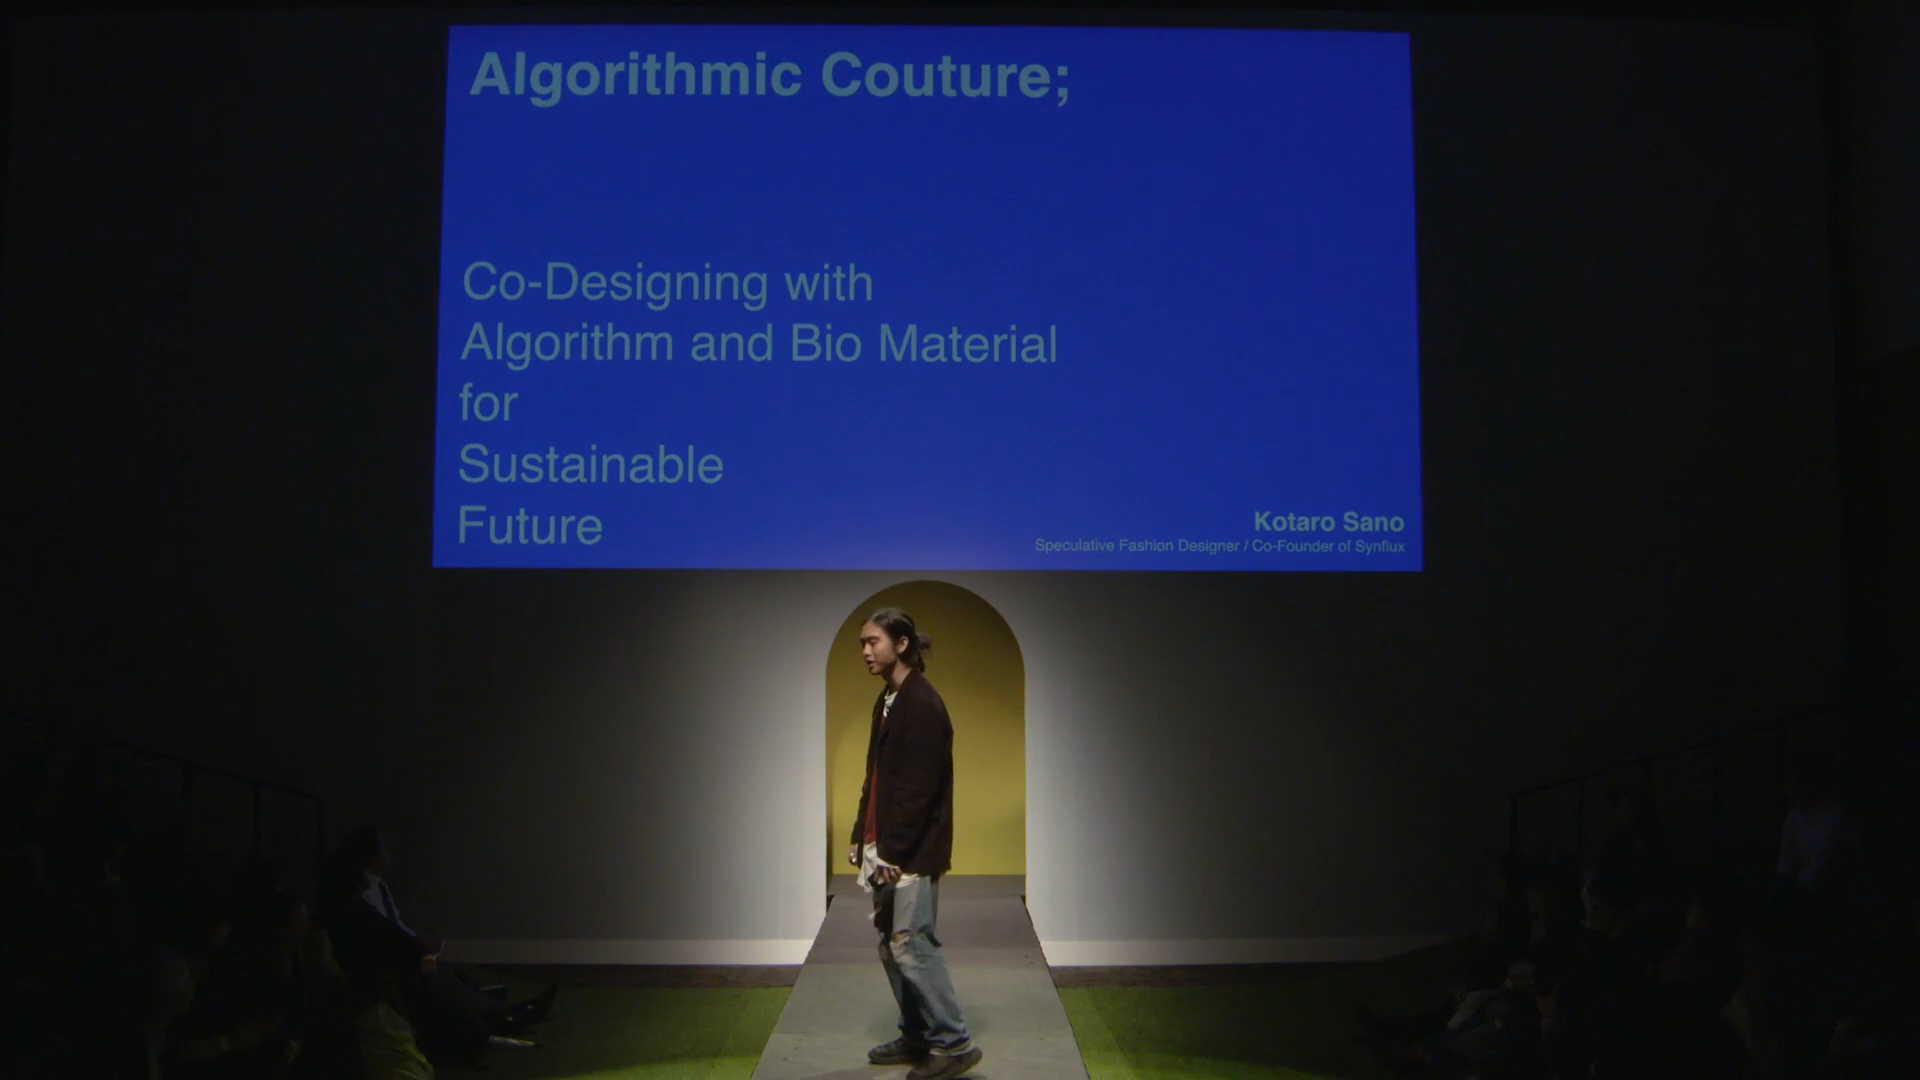 Algorithmic Couture;
Co-Designing with
Algorithm and Bio Material
for
Sustainable
Future
Kotaro Sano
Speculative Fashion Designer / Co-Founder of Synflux